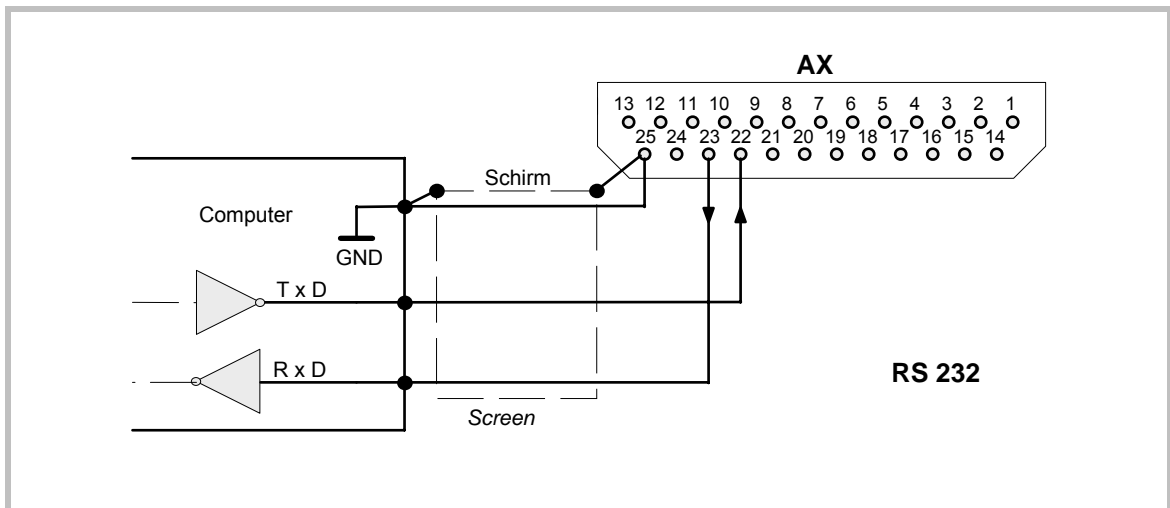 AX
13 12 11 10 9 8 7 6 5 4 3 2 1
25 24 23 22 21 20 19 18 17 16 15 14
Schirm
Computer
GND
T x D
R x D
RS 232
Screen